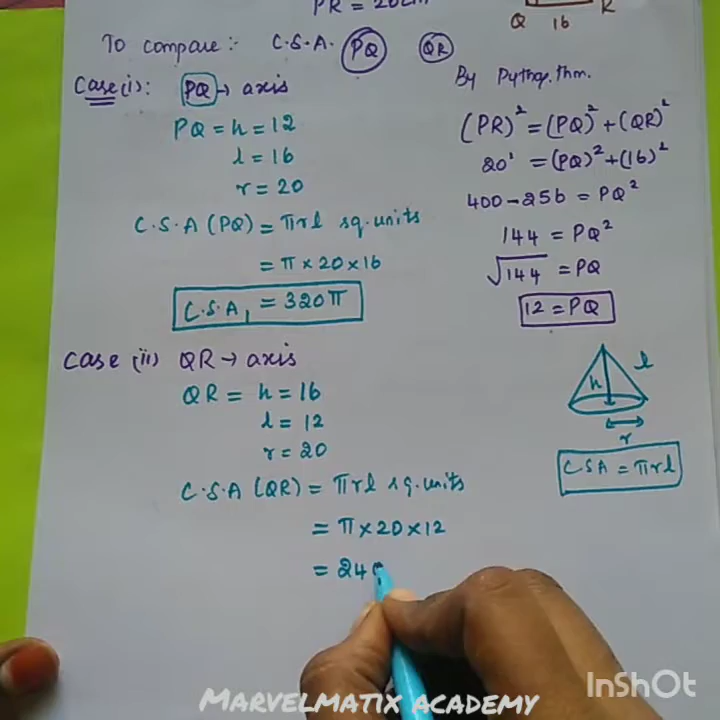 PR = 20cm
Q 16 R
To compare:- C.S.A. PQ QR
Case(i): PQ → axis
PQ = h = 12
l = 16
r = 20
C.S.A (PQ) = πrl sq.units
= π × 20 × 16
C.S.A₁ = 320π
By Pythag.thm.
(PR)² = (PQ)² + (QR)²
20² = (PQ)² + (16)²
400 - 256 = PQ²
144 = PQ²
√144 = PQ
12 = PQ
Case (ii) QR → axis
QR = h = 16
l = 12
r = 20
C.S.A (QR) = πrl sq.units
= π × 20 × 12
= 240
h l
r
CSA = πrl
MARVELMATIX ACADEMY
InShOt